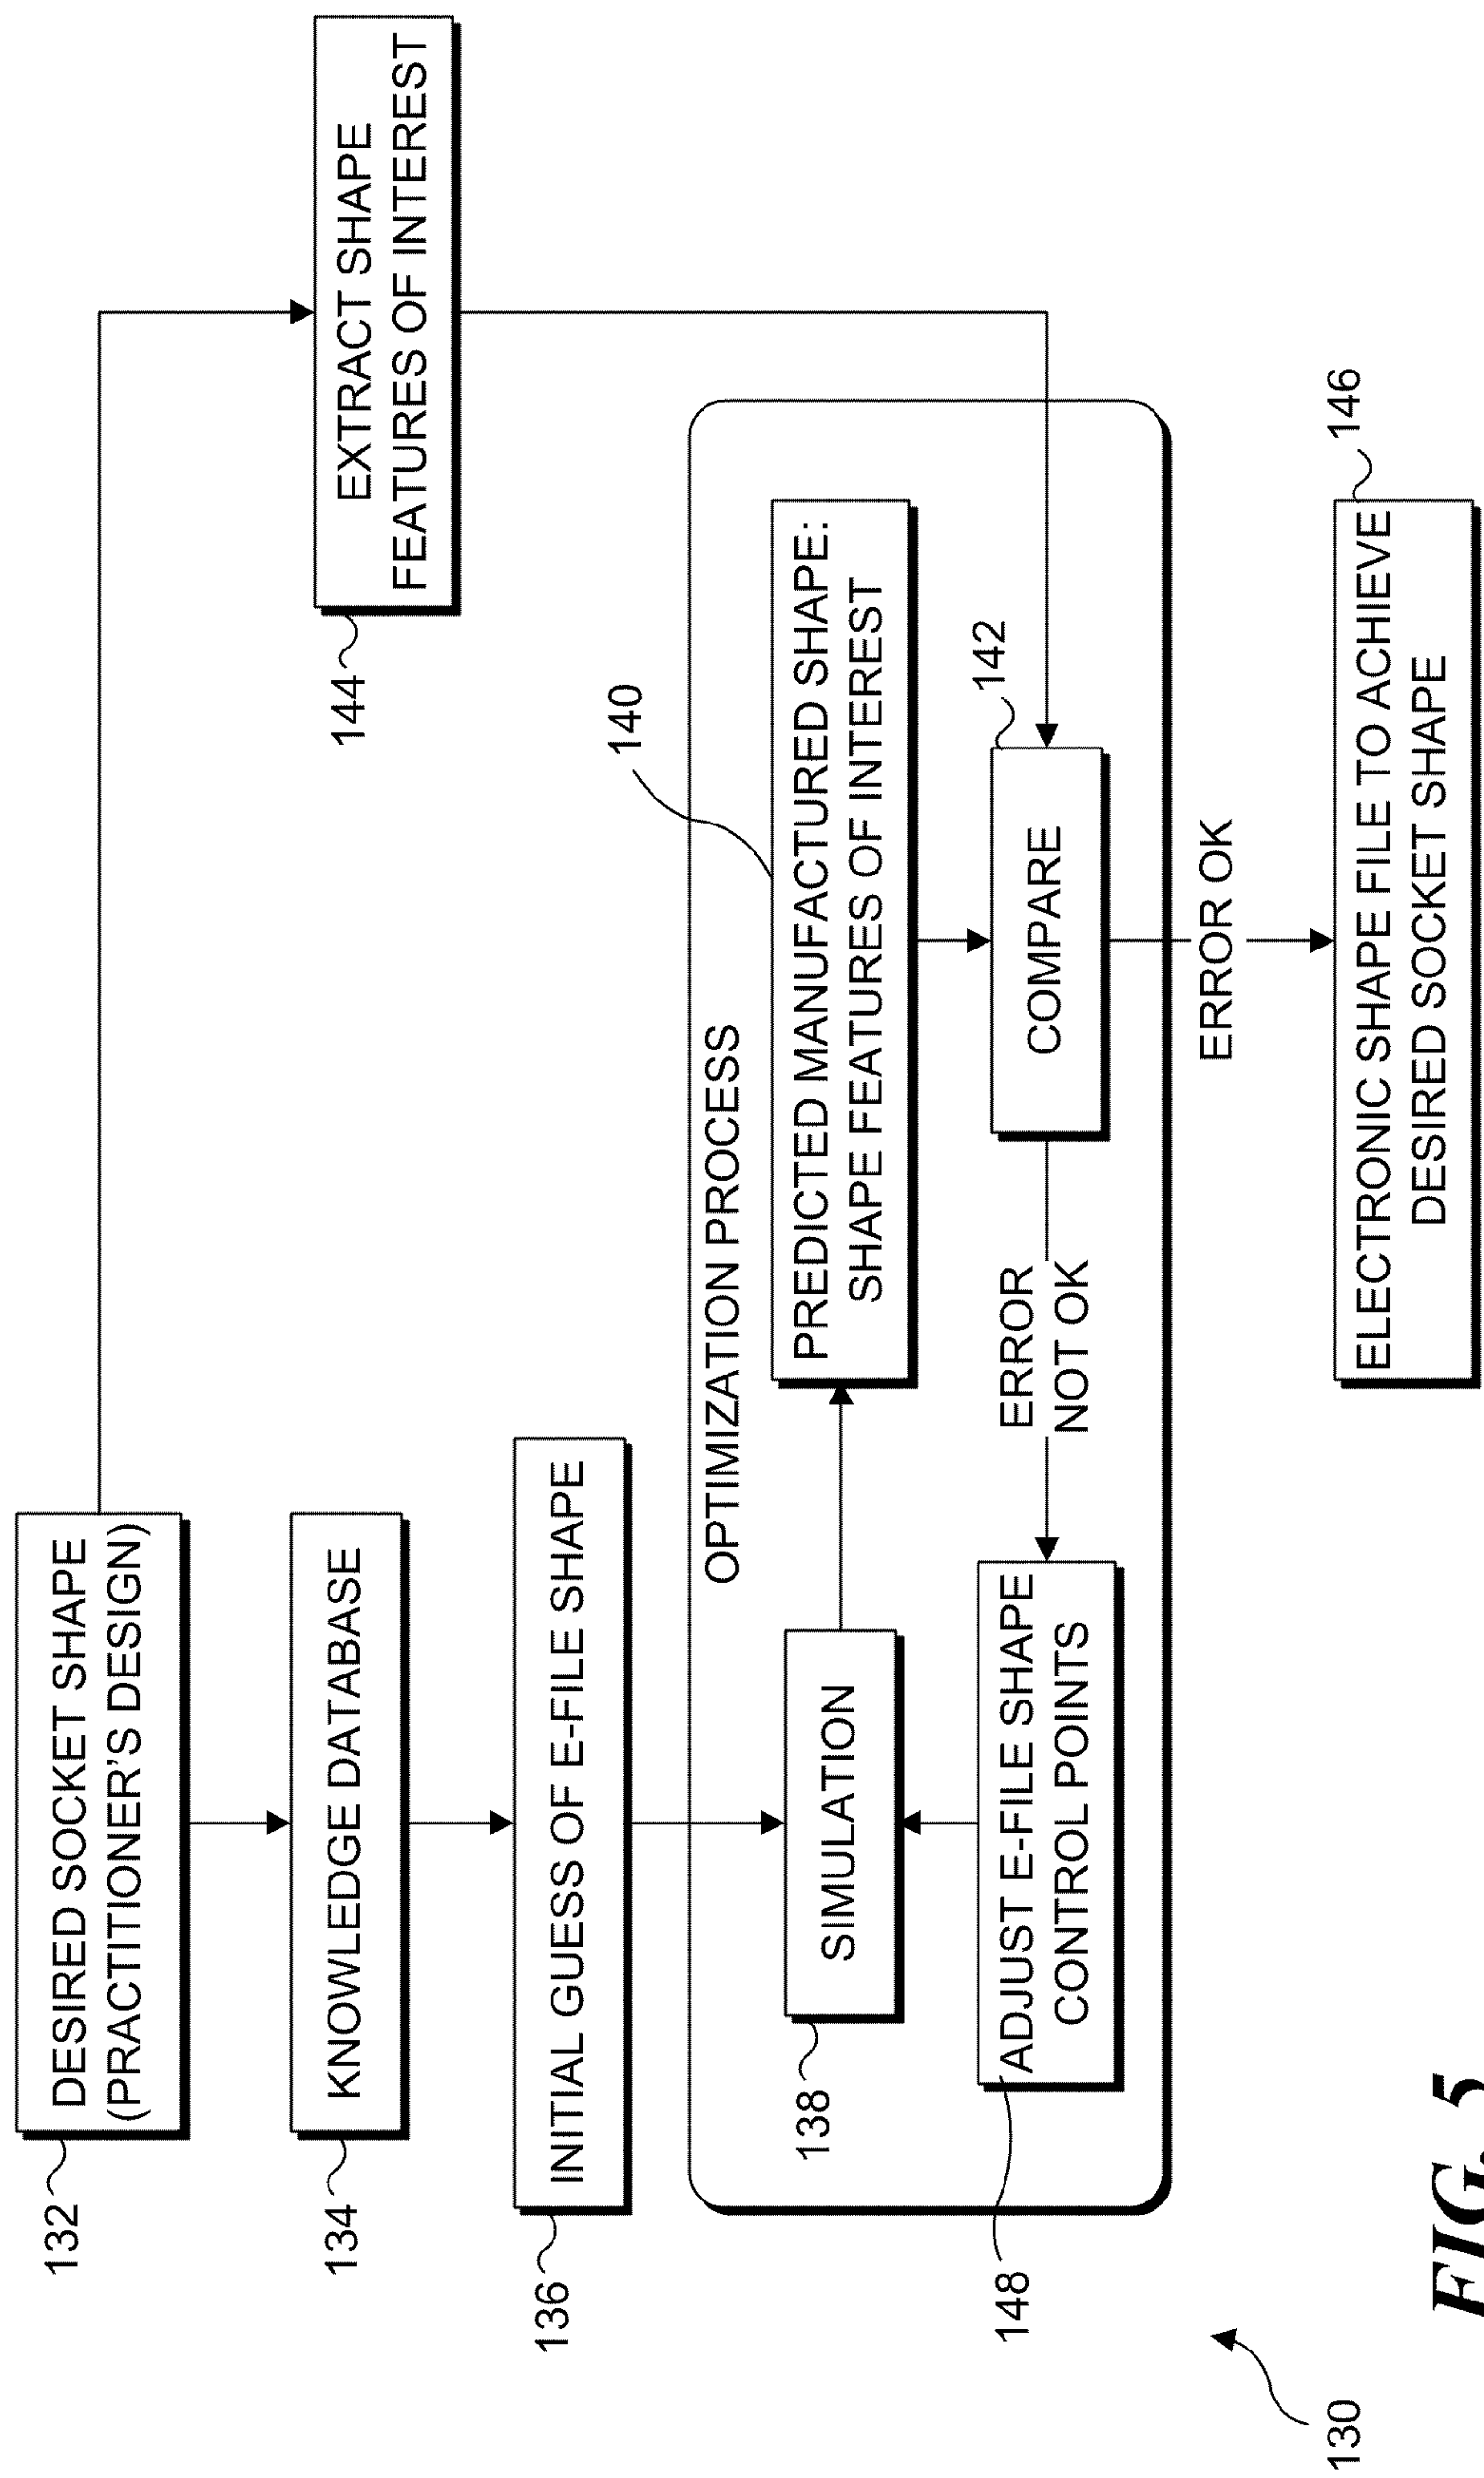 132
DESIRED SOCKET SHAPE
(PRACTITIONER'S DESIGN)
134
KNOWLEDGE DATABASE
144
EXTRACT SHAPE
FEATURES OF INTEREST
136
INITIAL GUESS OF E-FILE SHAPE
OPTIMIZATION PROCESS
140
138
SIMULATION
PREDICTED MANUFACTURED SHAPE:
SHAPE FEATURES OF INTEREST
148
ADJUST E-FILE SHAPE
CONTROL POINTS
ERROR
NOT OK
COMPARE
142
ERROR OK
130
ELECTRONIC SHAPE FILE TO ACHIEVE
DESIRED SOCKET SHAPE
146
FIG. 5